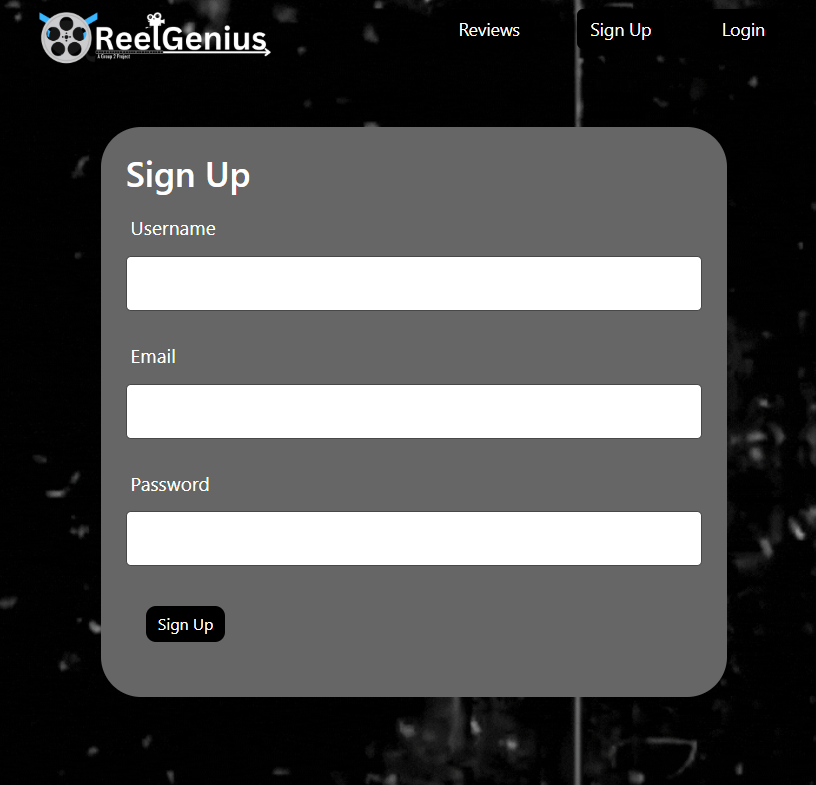 ReelGenius
A Group 2 Project
Reviews
Sign Up
Login
Sign Up
Username
Email
Password
Sign Up